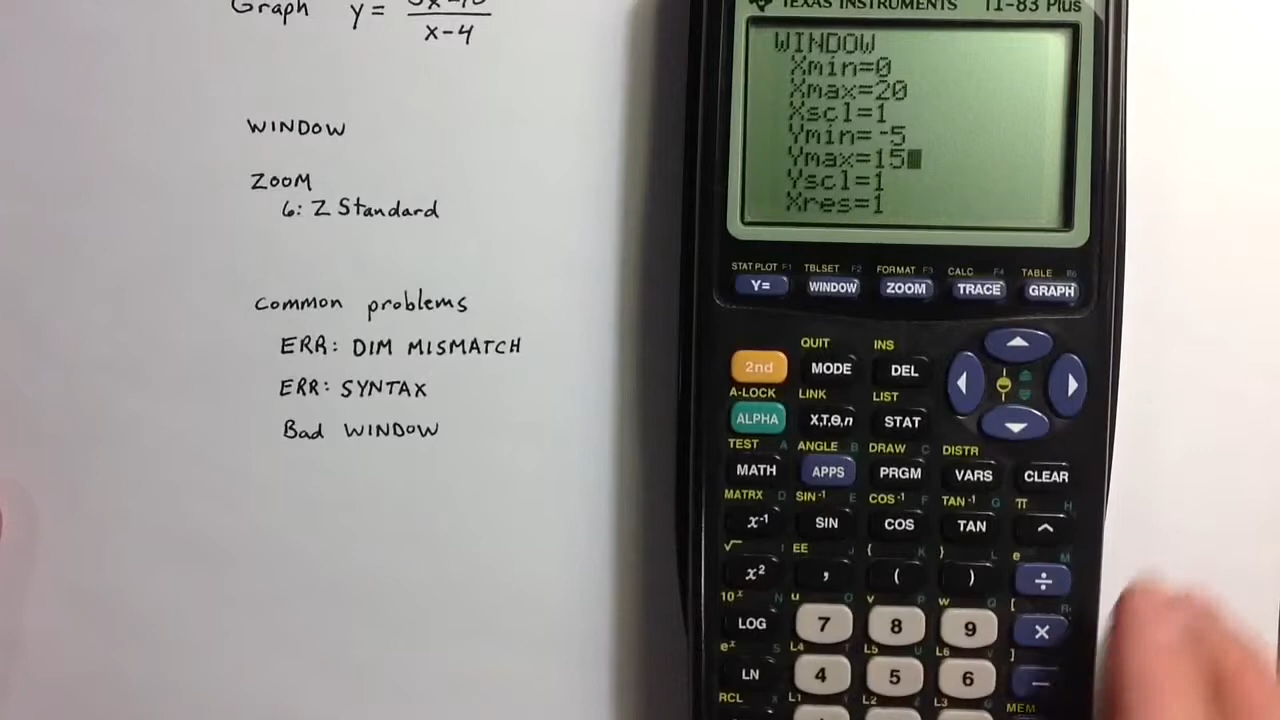 Graph y =
x-4
WINDOW
ZOOM
6: Z Standard
Common problems
ERR: DIM MISMATCH
ERR: SYNTAX
Bad WINDOW
TEXAS INSTRUMENTS TI-83 Plus
WINDOW
Xmin=0
Xmax=20
Xscl=1
Ymin=-5
Ymax=15
Yscl=1
Xres=1
STAT PLOT F1 TBLSET F2 FORMAT F3 CALC F4 TABLE
Y= WINDOW ZOOM TRACE GRAPH
QUIT INS
2nd MODE DEL
A-LOCK LINK LIST
ALPHA X,T,θ,n STAT
TEST A ANGLE B DRAW C DISTR
MATH APPS PRGM VARS CLEAR
MATRX D SIN⁻¹ E COS⁻¹ F TAN⁻¹ G π H
x⁻¹ SIN COS TAN ^
√ I EE J { K } L e M
x² , ( ) ÷
10ˣ N u O v P w Q [ R
LOG 7 8 9 ×
eˣ S L4 T L5 U L6 V ]
LN 4 5 6 −
RCL X L1 Y L2 Z L3 MEM